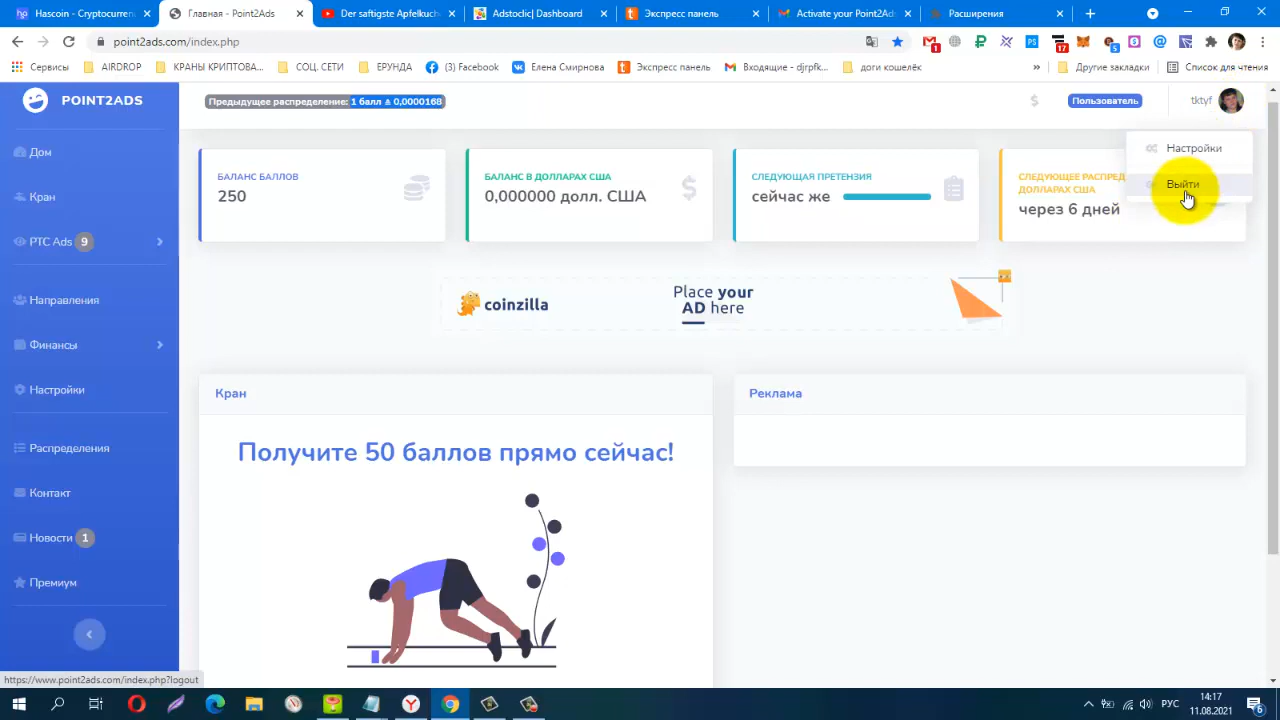 Hascoin - Cryptocurren
Главная - Point2Ads
Der saftigste Apfelkuch
Adstoclic| Dashboard
Экспресс панель
Activate your Point2Ad
Расширения
point2ads.com/index.php
1
17
5
Сервисы
AIRDROP
КРАНЫ КРИПТОВА...
СОЦ. СЕТИ
ЕРУНДА
(3) Facebook
Елена Смирнова
Экспресс панель
Входящие - djrpfk...
доги кошелёк
»
Другие закладки
Список для чтения
POINT2ADS
Предыдущее распределение: 1 балл ≙ 0,0000168
Пользователь
tktyf
Настройки
Выйти
Дом
Кран
PTC Ads 9
Направления
Финансы
Настройки
Распределения
Контакт
Новости 1
Премиум
БАЛАНС БАЛЛОВ
250
БАЛАНС В ДОЛЛАРАХ США
0,000000 долл. США
СЛЕДУЮЩАЯ ПРЕТЕНЗИЯ
сейчас же
СЛЕДУЮЩЕЕ РАСПРЕД
ДОЛЛАРАХ США
через 6 дней
coinzilla
Place your
AD here
Кран
Получите 50 баллов прямо сейчас!
Реклама
https://www.point2ads.com/index.php?logout
РУС
14:17
11.08.2021
6